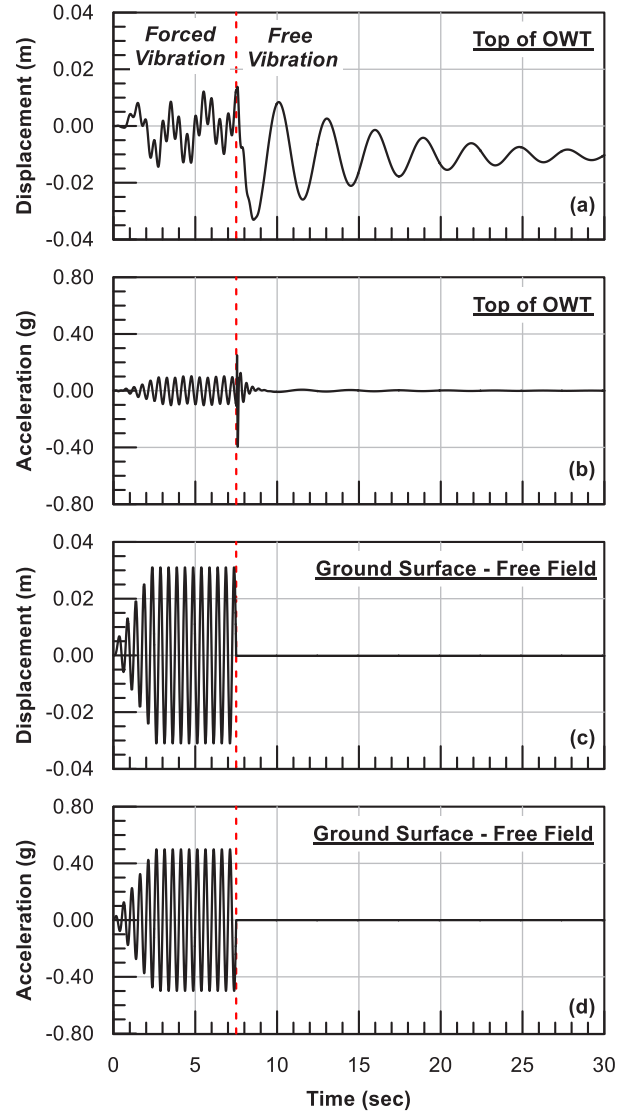 Displacement (m)
0.04
0.02
0.00
-0.02
-0.04
Forced
Vibration
Free
Vibration
Top of OWT
(a)
Acceleration (g)
0.80
0.40
0.00
-0.40
-0.80
Top of OWT
(b)
Displacement (m)
0.04
0.02
0.00
-0.02
-0.04
Ground Surface - Free Field
(c)
Acceleration (g)
0.80
0.40
0.00
-0.40
-0.80
Ground Surface - Free Field
(d)
0 5 10 15 20 25 30
Time (sec)